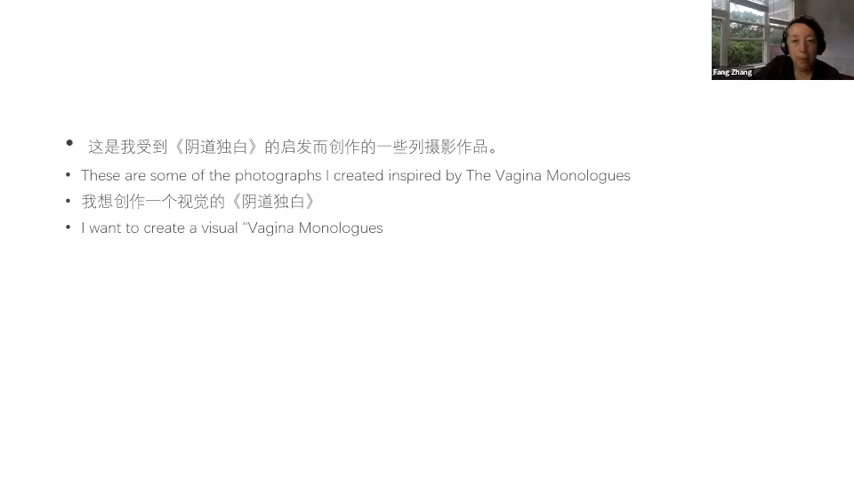 Fang Zhang
• 这是我受到《阴道独白》的启发而创作的一些列摄影作品。
• These are some of the photographs I created inspired by The Vagina Monologues
• 我想创作一个视觉的《阴道独白》
• I want to create a visual "Vagina Monologues